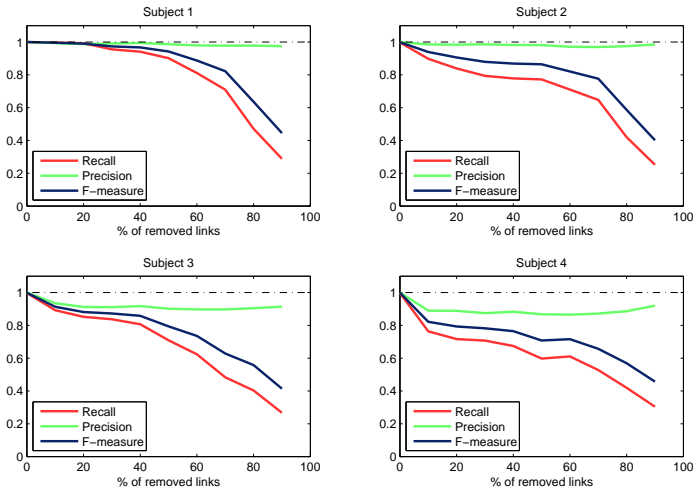 Subject 1
1
0.8
0.6
0.4
0.2
0
Recall
Precision
F-measure
0 20 40 60 80 100
% of removed links
Subject 2
1
0.8
0.6
0.4
0.2
0
Recall
Precision
F-measure
0 20 40 60 80 100
% of removed links
Subject 3
1
0.8
0.6
0.4
0.2
0
Recall
Precision
F-measure
0 20 40 60 80 100
% of removed links
Subject 4
1
0.8
0.6
0.4
0.2
0
Recall
Precision
F-measure
0 20 40 60 80 100
% of removed links